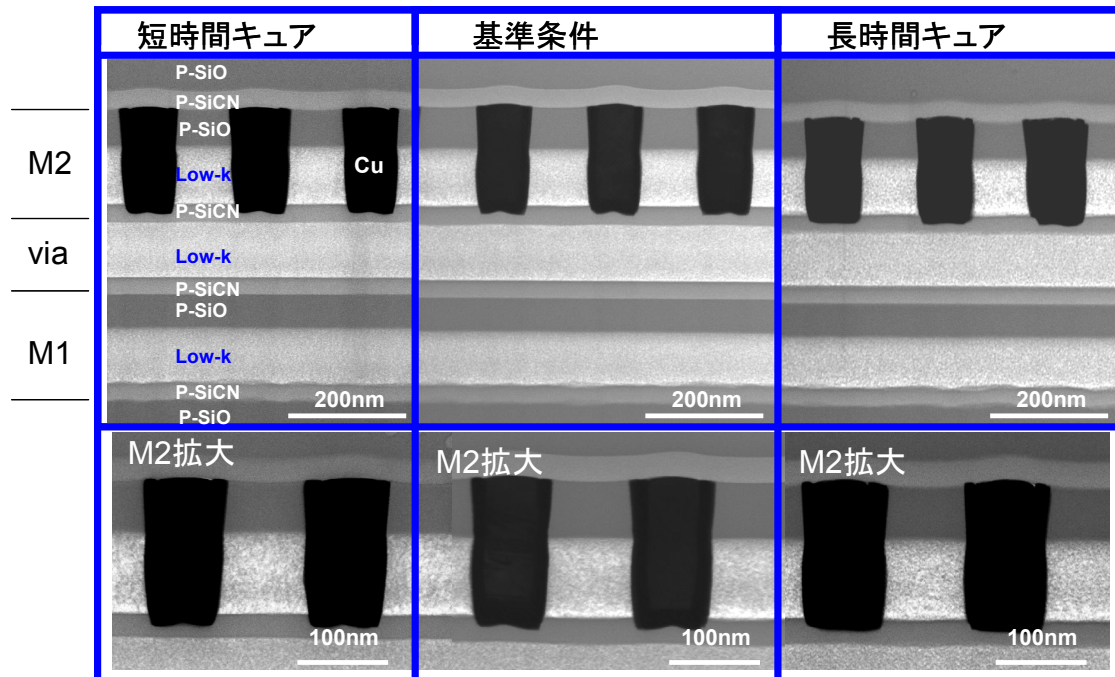 短時間キュア
基準条件
長時間キュア
P-SiO
P-SiCN
P-SiO
M2
Low-k
Cu
P-SiCN
via
Low-k
P-SiCN
P-SiO
M1
Low-k
P-SiCN
P-SiO
200nm
200nm
200nm
M2拡大
M2拡大
M2拡大
100nm
100nm
100nm